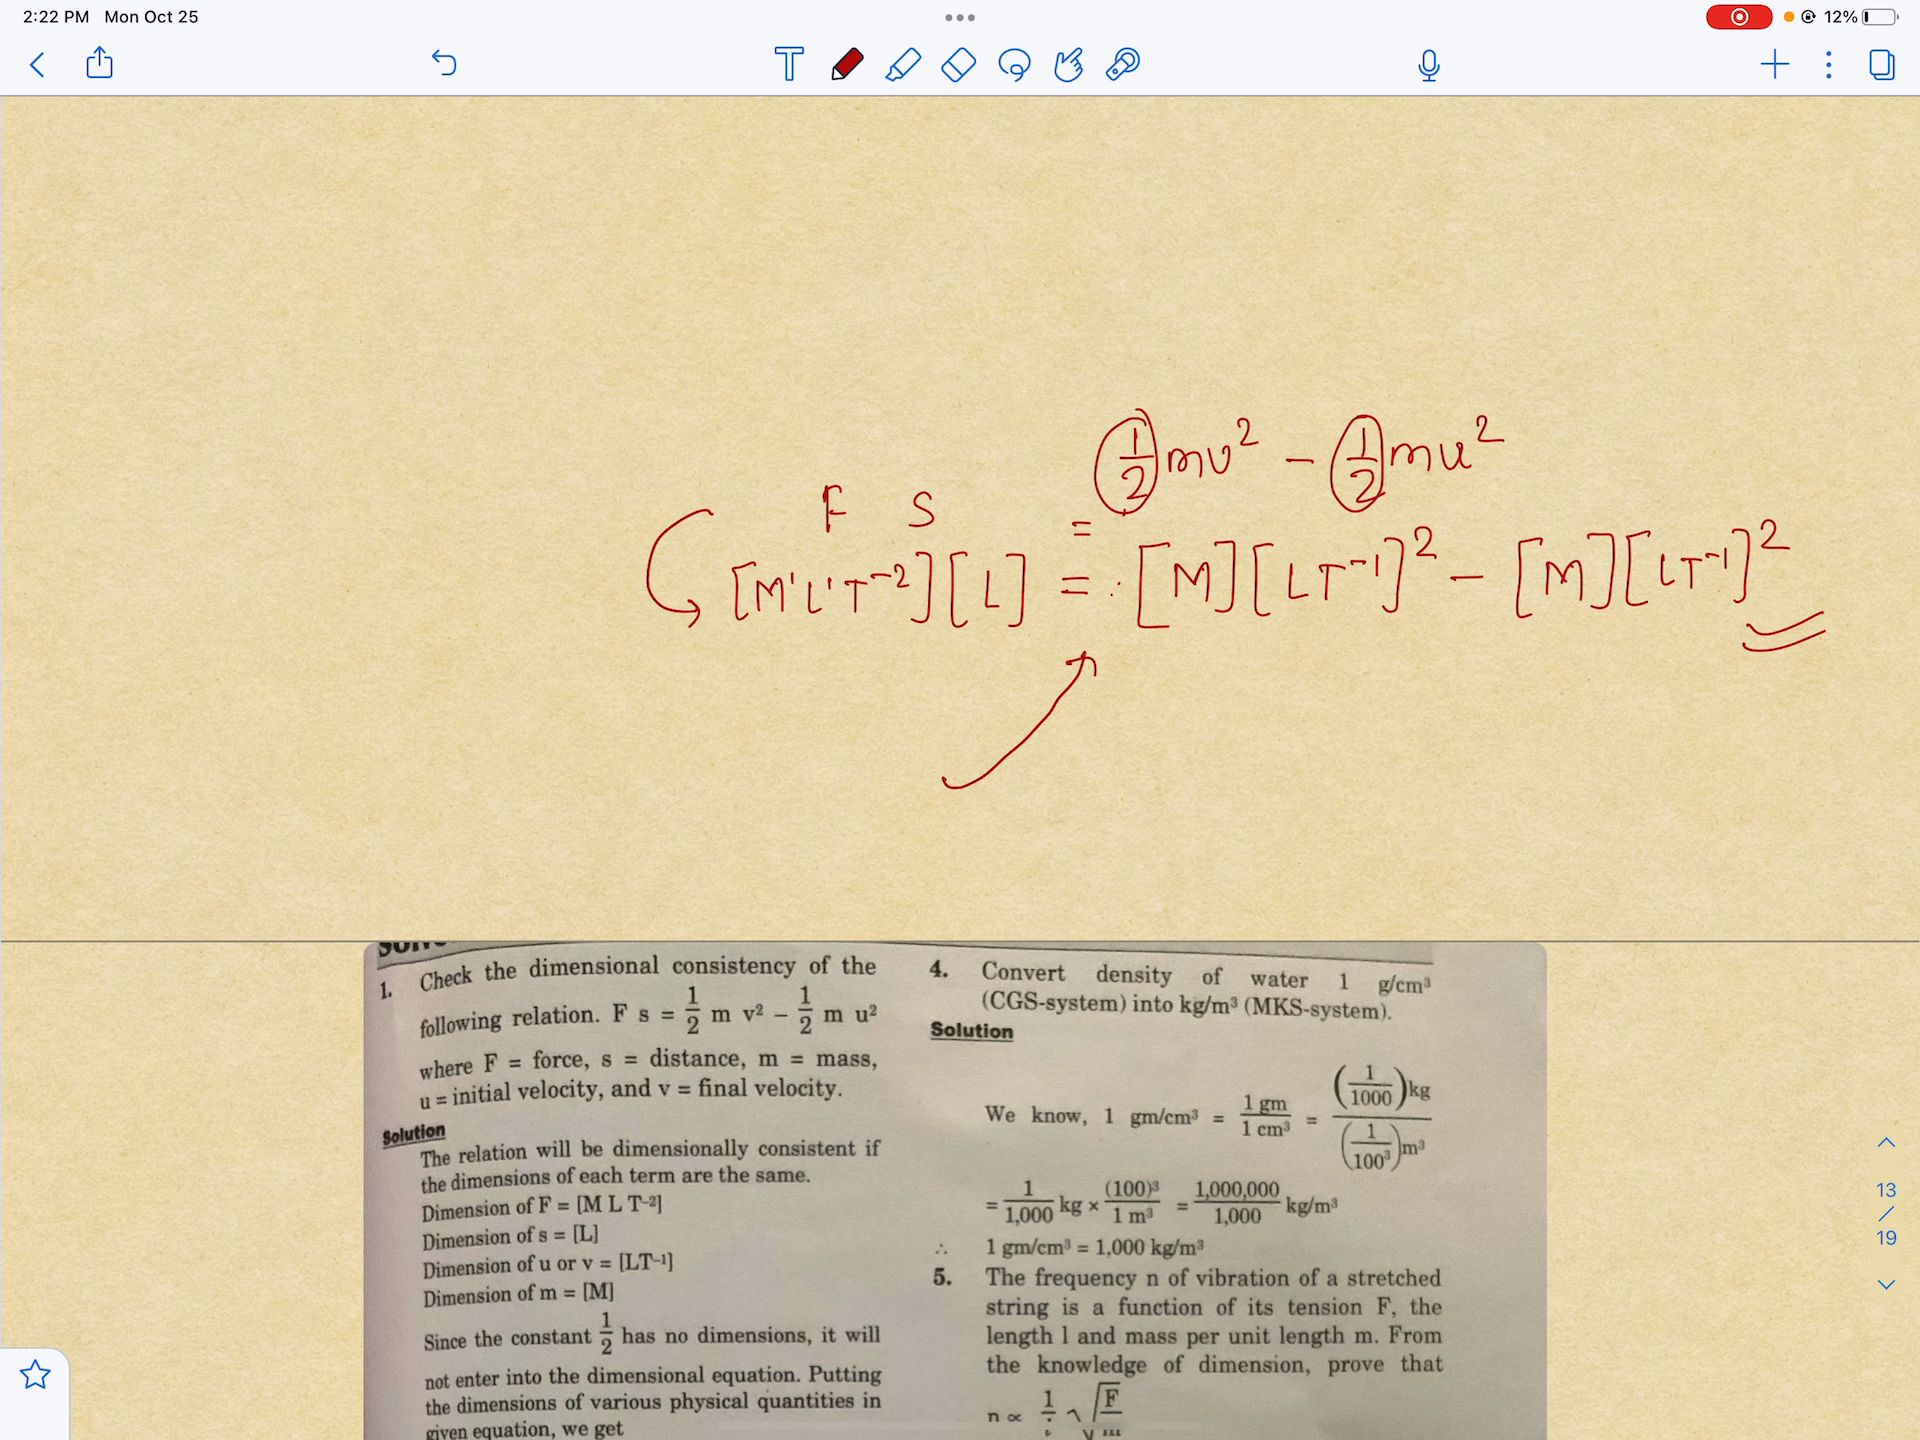 2:22 PM Mon Oct 25
12%
½mv² − ½mu²
F S =
[M¹L¹T⁻²][L] = [M][LT⁻¹]² − [M][LT⁻¹]²
1. Check the dimensional consistency of the
following relation. F s = 1/2 m v² − 1/2 m u²
where F = force, s = distance, m = mass,
u = initial velocity, and v = final velocity.
Solution
The relation will be dimensionally consistent if
the dimensions of each term are the same.
Dimension of F = [M L T⁻²]
Dimension of s = [L]
Dimension of u or v = [LT⁻¹]
Dimension of m = [M]
Since the constant 1/2 has no dimensions, it will
not enter into the dimensional equation. Putting
the dimensions of various physical quantities in
given equation, we get
4. Convert density of water 1 g/cm³
(CGS-system) into kg/m³ (MKS-system).
Solution
We know, 1 gm/cm³ = 1 gm / 1 cm³ = (1/1000) kg / (1/100³) m³
= 1/1,000 kg × (100)³/1 m³ = 1,000,000/1,000 kg/m³
∴ 1 gm/cm³ = 1,000 kg/m³
5. The frequency n of vibration of a stretched
string is a function of its tension F, the
length l and mass per unit length m. From
the knowledge of dimension, prove that
n ∝
13
/
19